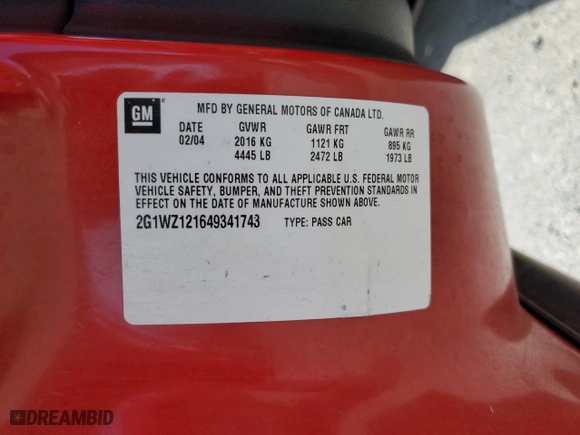 GM
MFD BY GENERAL MOTORS OF CANADA LTD.
DATE GVWR GAWR FRT GAWR RR
02/04 2016 KG 1121 KG 895 KG
4445 LB 2472 LB 1973 LB
THIS VEHICLE CONFORMS TO ALL APPLICABLE U.S. FEDERAL MOTOR
VEHICLE SAFETY, BUMPER, AND THEFT PREVENTION STANDARDS IN
EFFECT ON THE DATE OF MANUFACTURE SHOWN ABOVE.
2G1WZ121649341743 TYPE: PASS CAR
DREAMBID